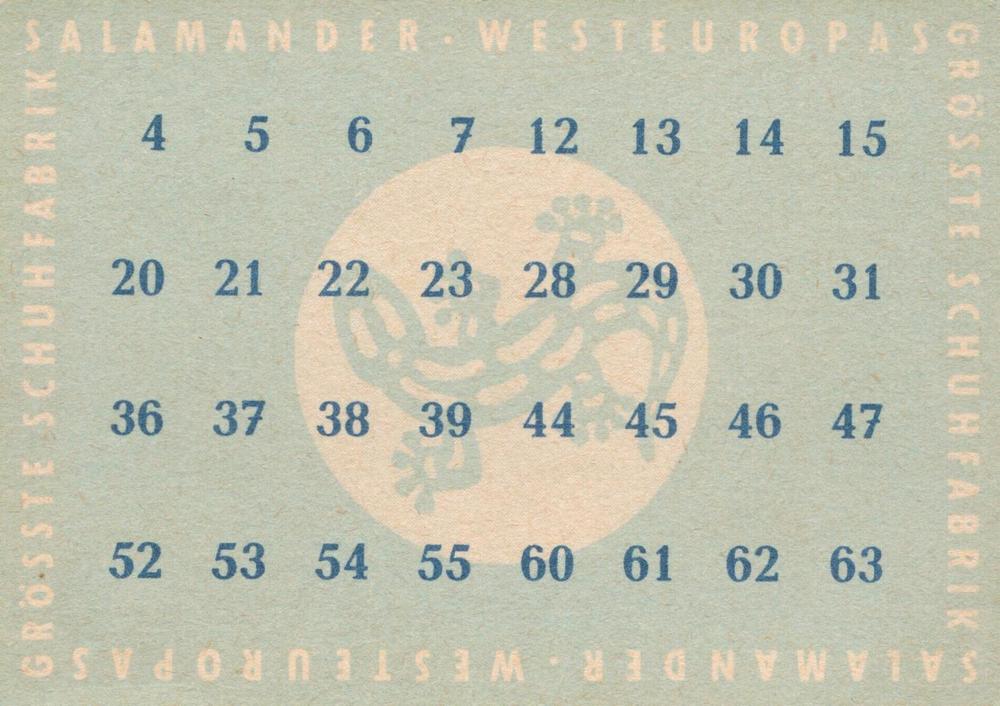 SALAMANDER · WESTEUROPAS
GRÖSSTE SCHUHFABRIK
4 5 6 7 12 13 14 15
20 21 22 23 28 29 30 31
36 37 38 39 44 45 46 47
52 53 54 55 60 61 62 63
SALAMANDER · WESTEUROPAS
GRÖSSTE SCHUHFABRIK